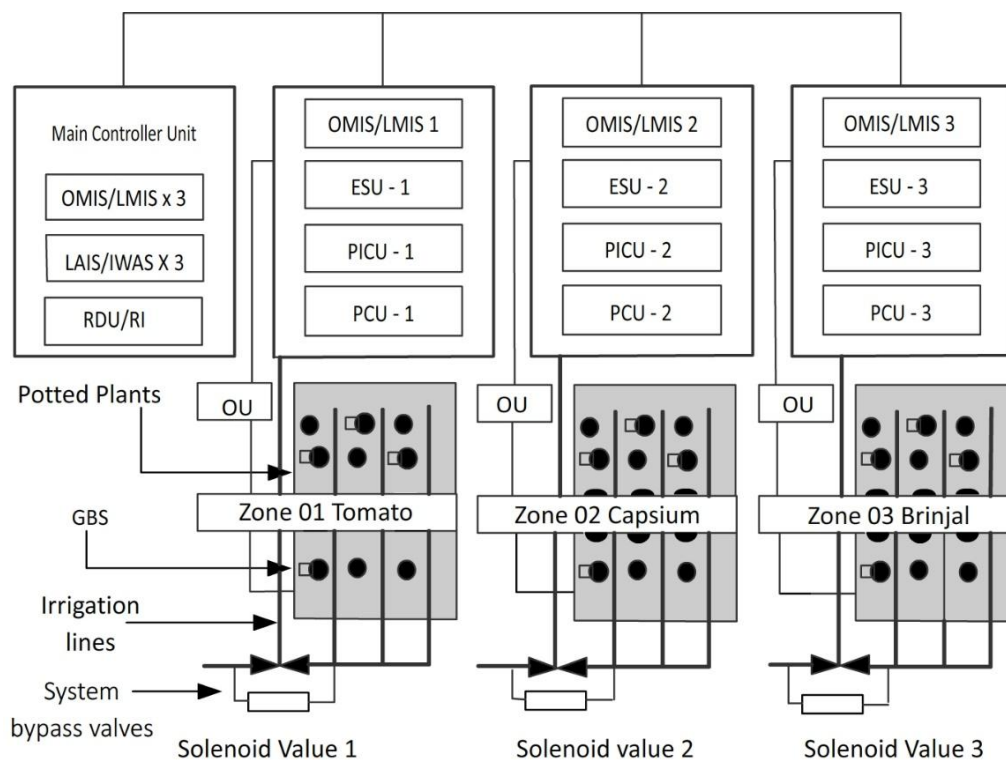 Main Controller Unit
OMIS/LMIS x 3
LAIS/IWAS X 3
RDU/RI
OMIS/LMIS 1
ESU - 1
PICU - 1
PCU - 1
OMIS/LMIS 2
ESU - 2
PICU - 2
PCU - 2
OMIS/LMIS 3
ESU - 3
PICU - 3
PCU - 3
Potted Plants
OU
OU
OU
GBS
Zone 01 Tomato
Zone 02 Capsium
Zone 03 Brinjal
Irrigation
lines
System
bypass valves
Solenoid Value 1
Solenoid value 2
Solenoid Value 3